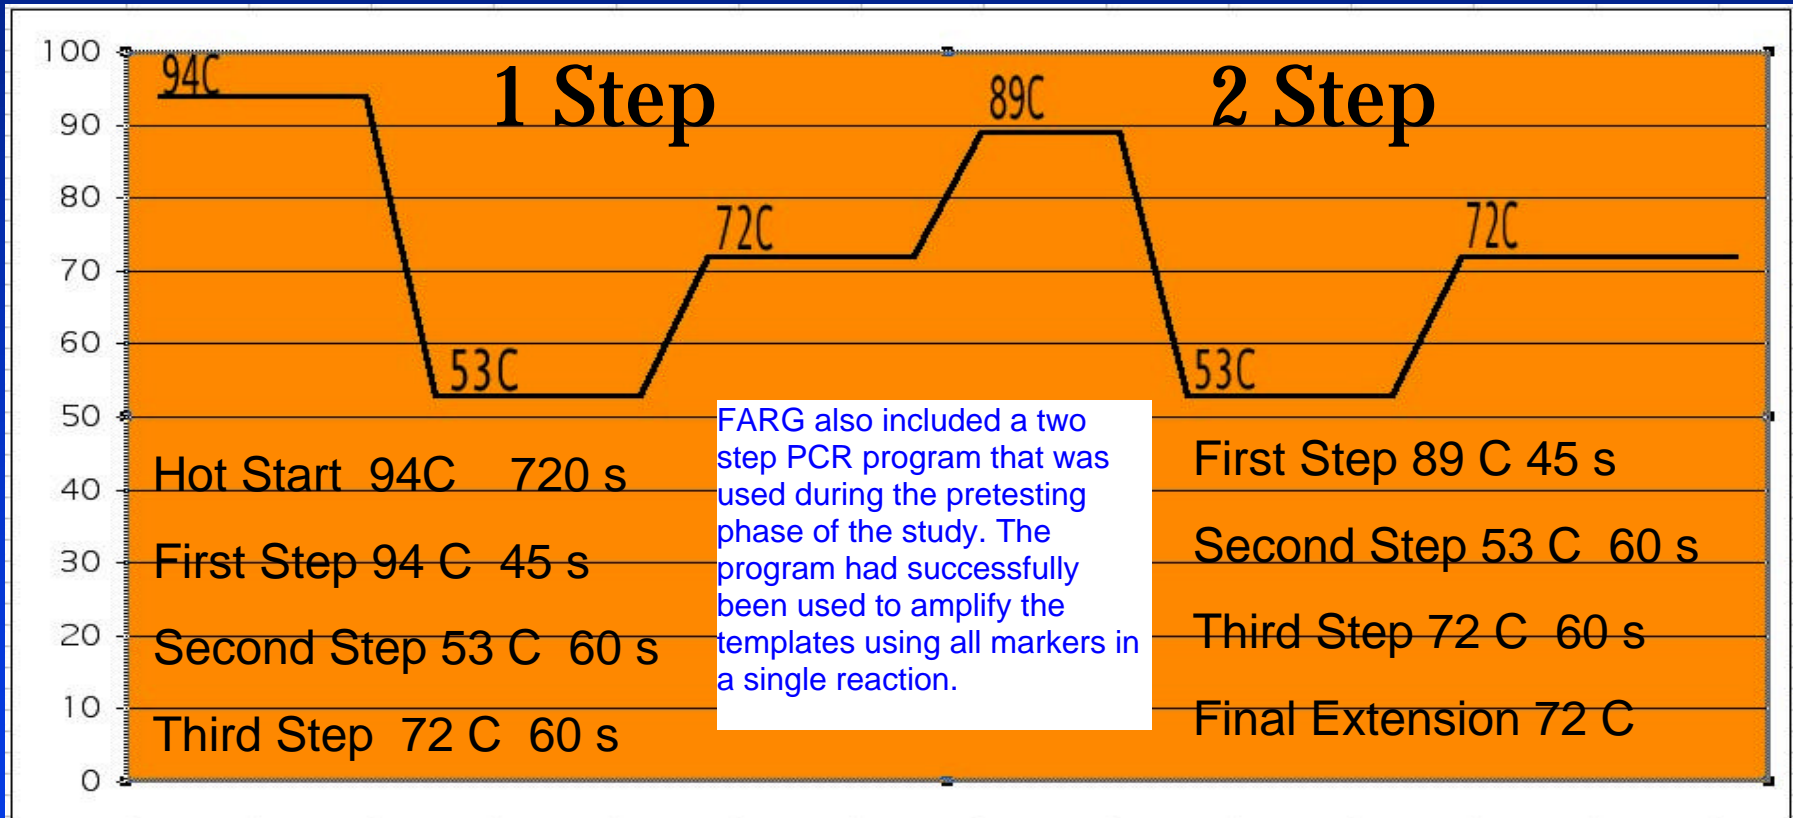 100
90
80
70
60
50
40
30
20
10
0
1 Step
2 Step
94C
53C
72C
89C
53C
72C
Hot Start 94C 720 s
First Step 94 C 45 s
Second Step 53 C 60 s
Third Step 72 C 60 s
FARG also included a two
step PCR program that was
used during the pretesting
phase of the study. The
program had successfully
been used to amplify the
templates using all markers in
a single reaction.
First Step 89 C 45 s
Second Step 53 C 60 s
Third Step 72 C 60 s
Final Extension 72 C